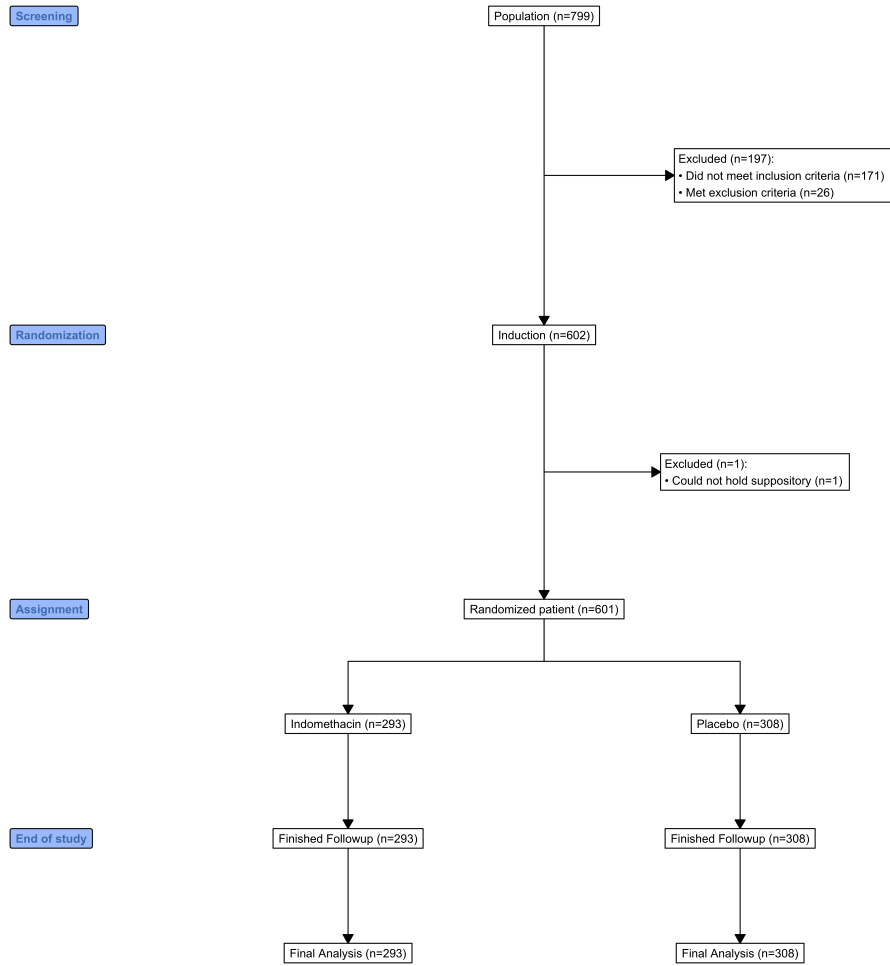 Screening
Population (n=799)
Excluded (n=197):
• Did not meet inclusion criteria (n=171)
• Met exclusion criteria (n=26)
Randomization
Induction (n=602)
Excluded (n=1):
• Could not hold suppository (n=1)
Assignment
Randomized patient (n=601)
Indomethacin (n=293)
Placebo (n=308)
End of study
Finished Followup (n=293)
Finished Followup (n=308)
Final Analysis (n=293)
Final Analysis (n=308)